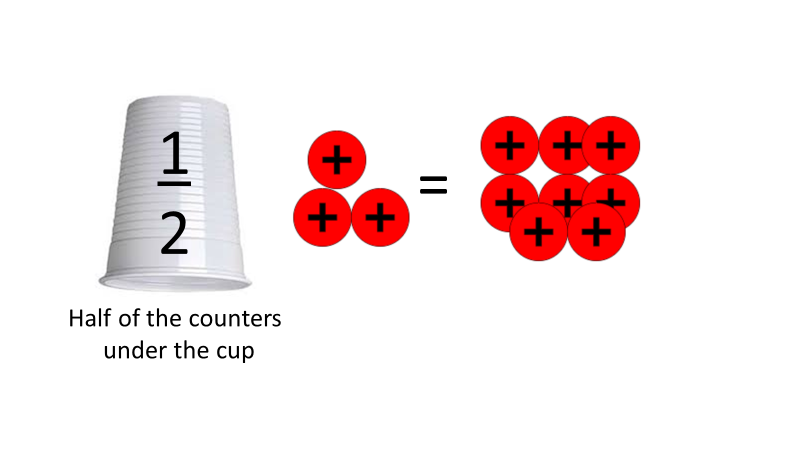 1
2
+
+ +
=
+ + +
+ + +
+ +
Half of the counters
under the cup